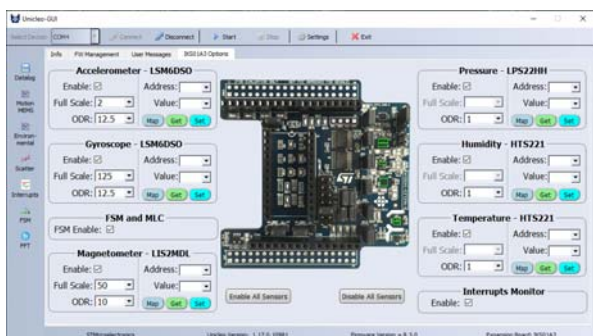 Unicleo-GUI
Select Device: COM4 Connect Disconnect Start Stop Settings Exit
Info FW Management User Messages IKS01A3 Options
Datalog
Motion MEMS
Environ-mental
Scatter
Interrupts
FSM
FFT
Accelerometer - LSM6DSO
Enable: Address:
Full Scale: 2 Value:
ODR: 12.5 Map Get Set
Gyroscope - LSM6DSO
Enable: Address:
Full Scale: 125 Value:
ODR: 12.5 Map Get Set
FSM and MLC
FSM Enable:
Magnetometer - LIS2MDL
Enable: Address:
Full Scale: 50 Value:
ODR: 10 Map Get Set
Enable All Sensors Disable All Sensors
Pressure - LPS22HH
Enable: Address:
Full Scale: Value:
ODR: 1 Map Get Set
Humidity - HTS221
Enable: Address:
Full Scale: Value:
ODR: 1 Map Get Set
Temperature - HTS221
Enable: Address:
Full Scale: Value:
ODR: 1 Map Get Set
Interrupts Monitor
Enable:
STMicroelectronics